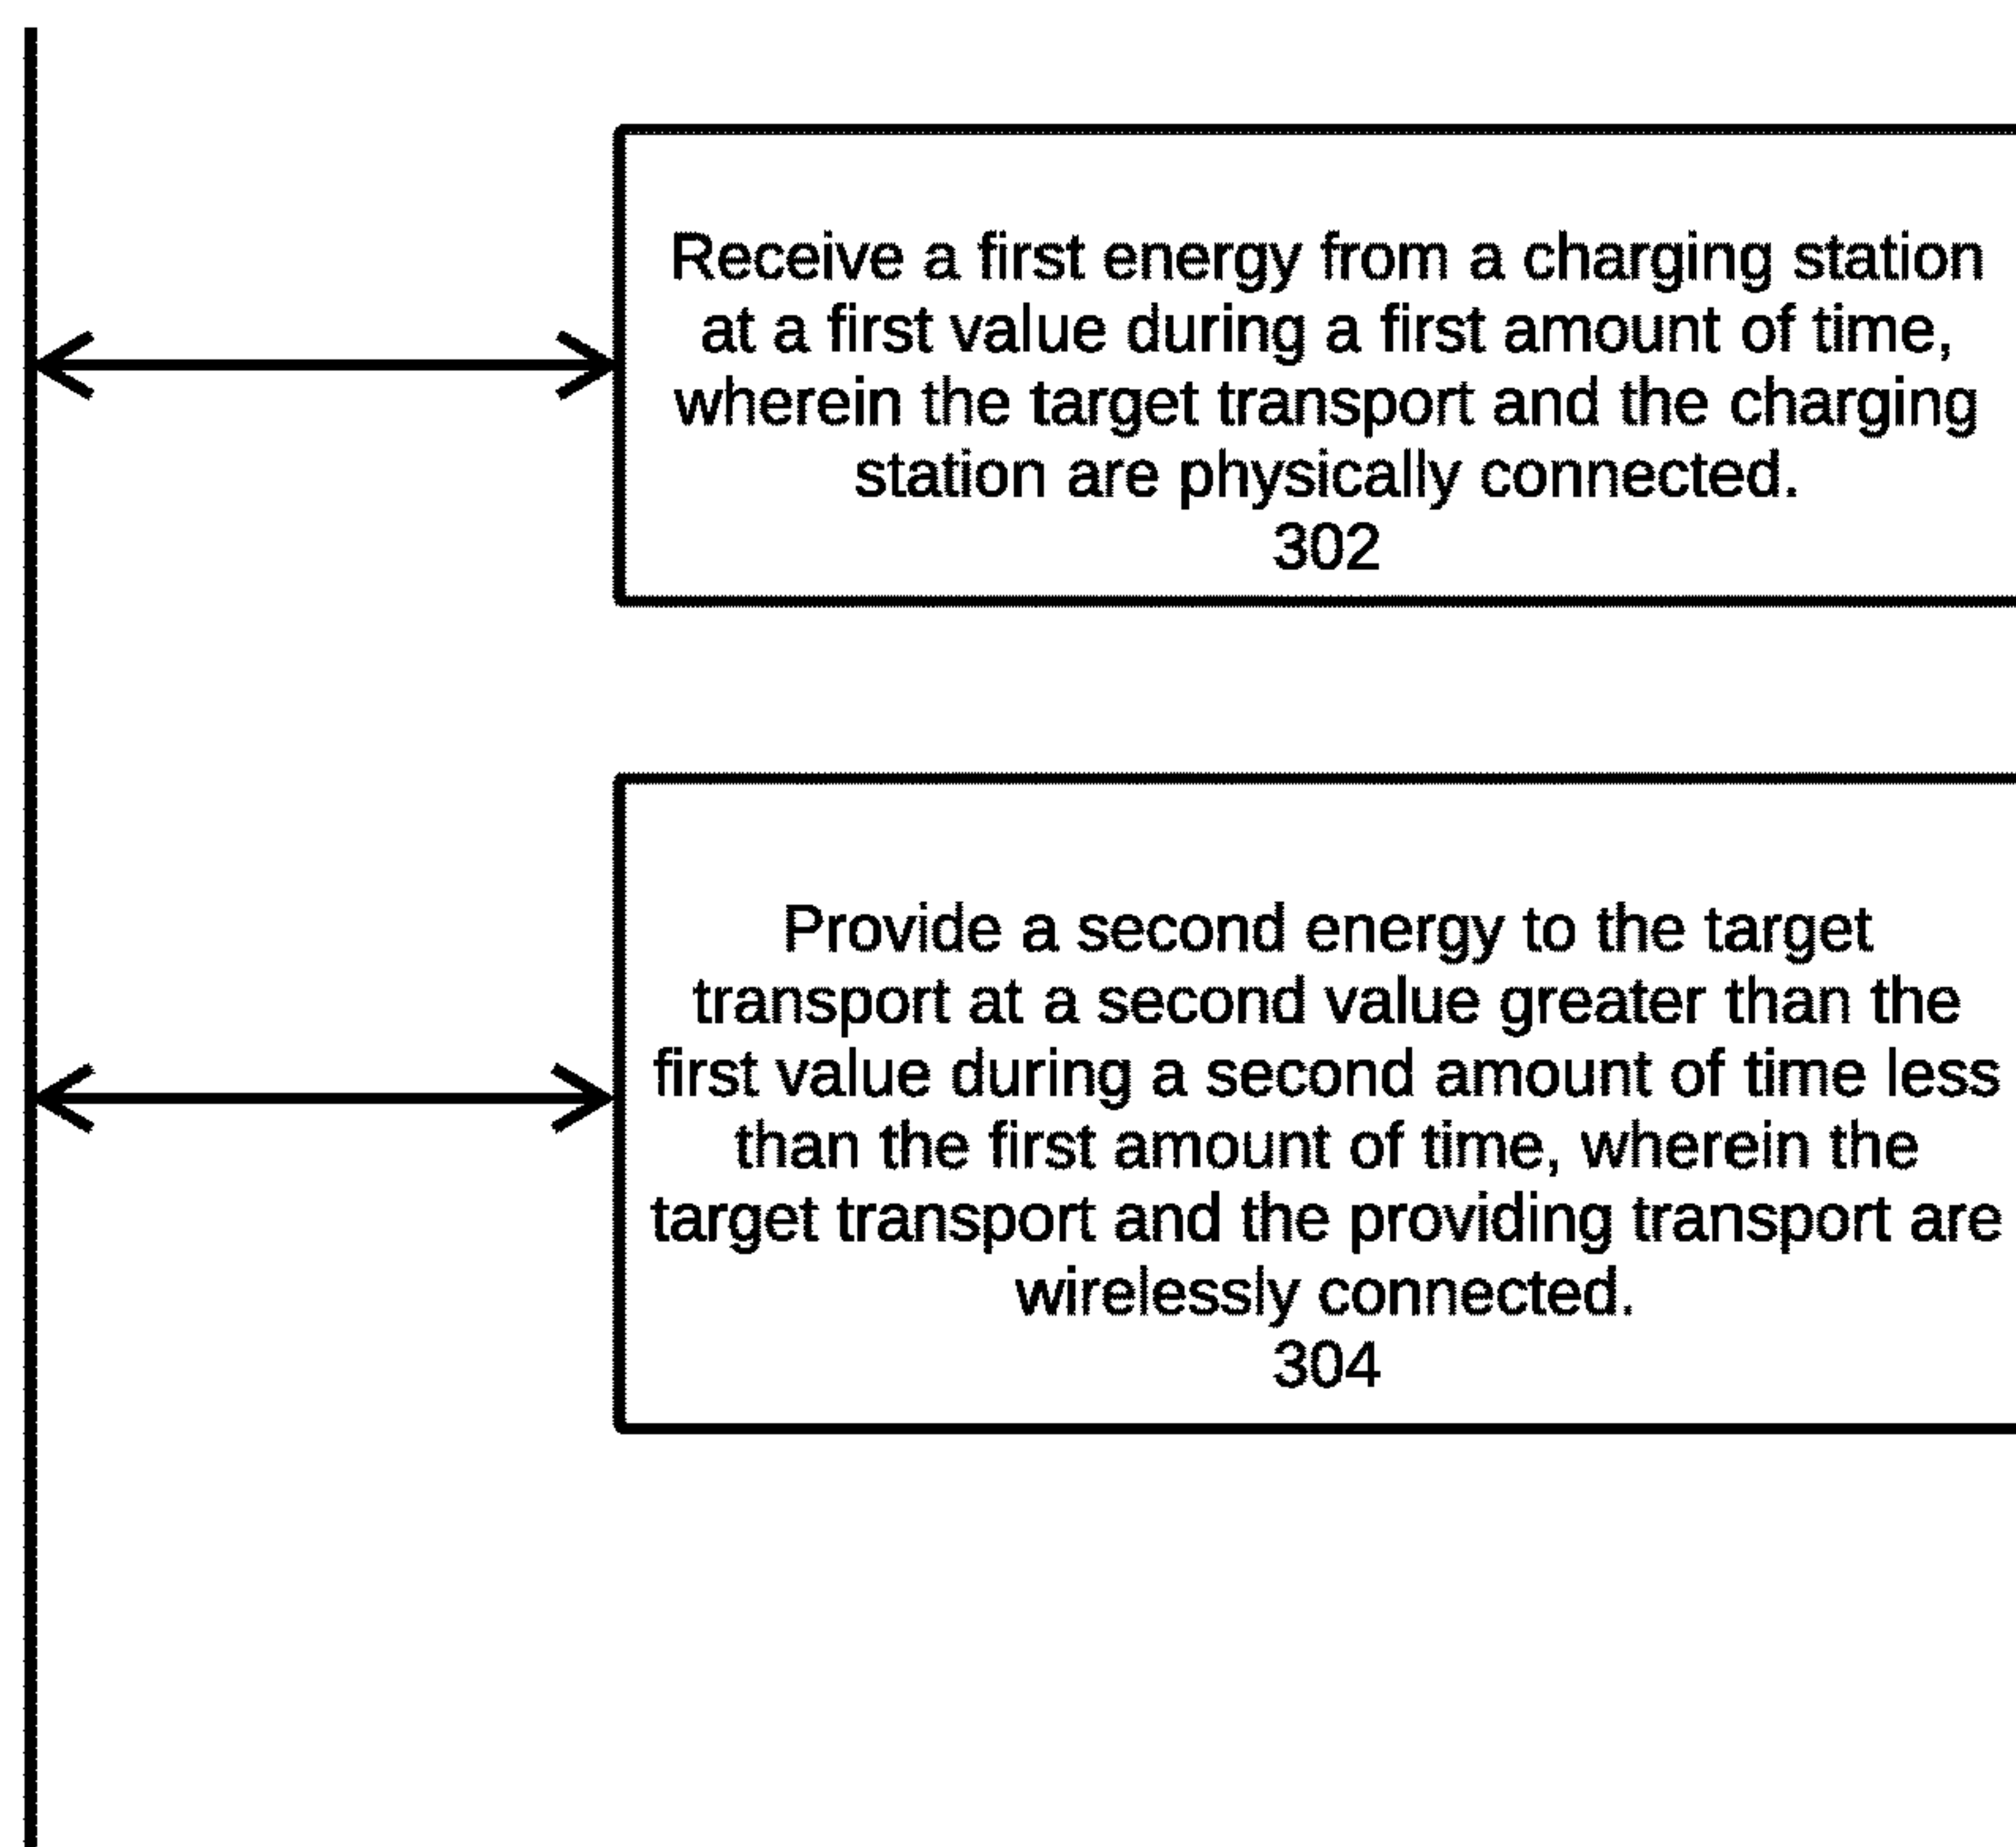 Receive a first energy from a charging station
at a first value during a first amount of time,
wherein the target transport and the charging
station are physically connected.
302
Provide a second energy to the target
transport at a second value greater than the
first value during a second amount of time less
than the first amount of time, wherein the
target transport and the providing transport are
wirelessly connected.
304